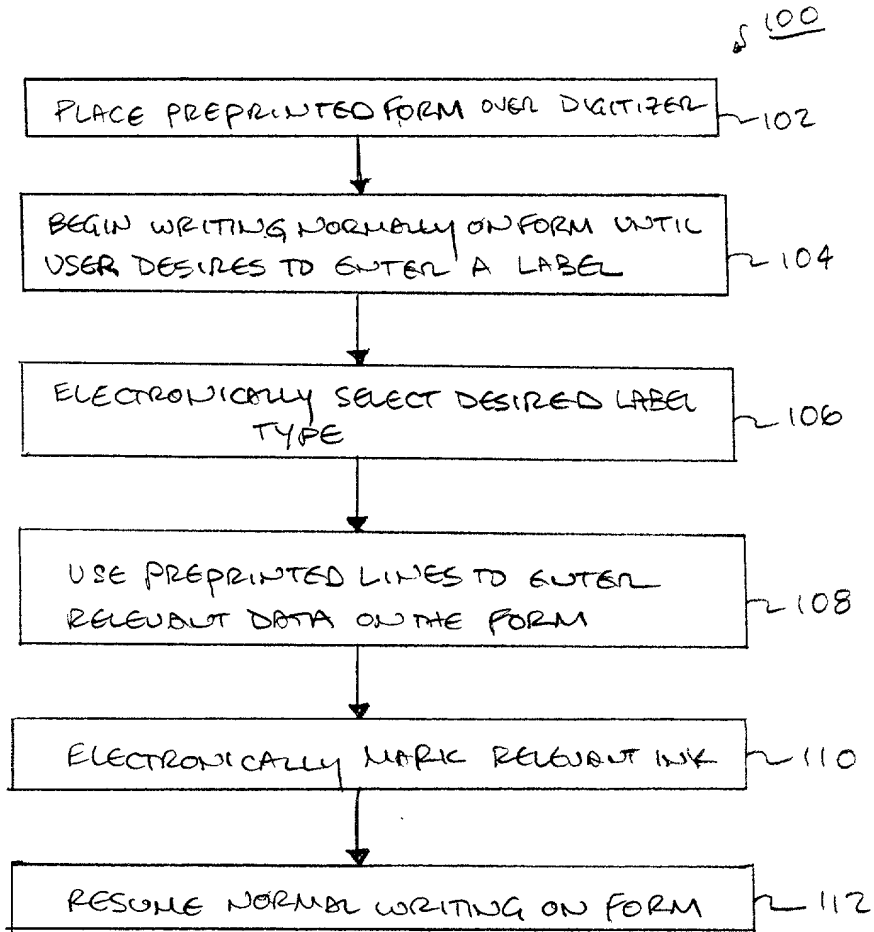 100
PLACE PREPRINTED FORM OVER DIGITIZER
102
BEGIN WRITING NORMALLY ON FORM UNTIL
USER DESIRES TO ENTER A LABEL
104
ELECTRONICALLY SELECT DESIRED LABEL
TYPE
106
USE PREPRINTED LINES TO ENTER
RELEVANT DATA ON THE FORM
108
ELECTRONICALLY MARK RELEVANT INK
110
RESUME NORMAL WRITING ON FORM
112